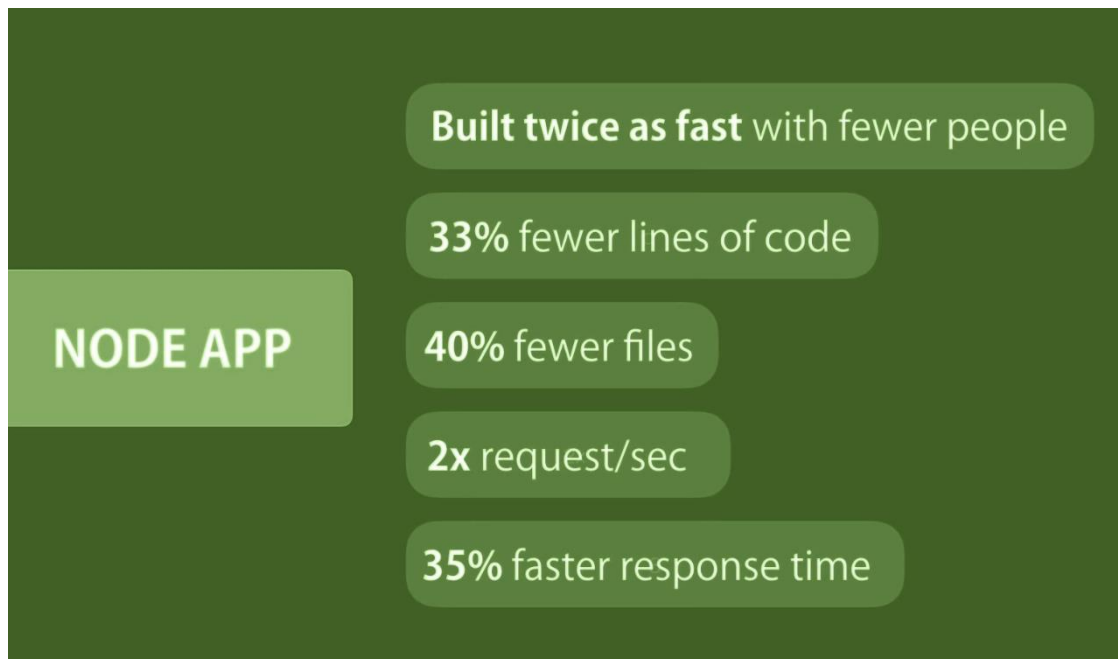 Built twice as fast with fewer people
33% fewer lines of code
NODE APP
40% fewer files
2x request/sec
35% faster response time